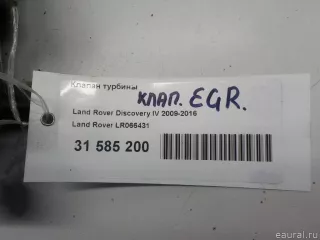 Клапан турбины
КЛАП. EGR.
Land Rover Discovery IV 2009-2016
Land Rover LR066431
31 585 200
eaural.ru